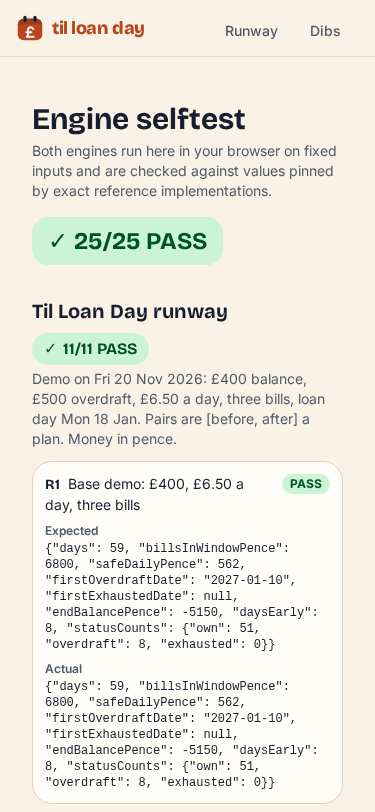 £ til loan day Runway Dibs
Engine selftest
Both engines run here in your browser on fixed
inputs and are checked against values pinned
by exact reference implementations.
✓ 25/25 PASS
Til Loan Day runway
✓ 11/11 PASS
Demo on Fri 20 Nov 2026: £400 balance,
£500 overdraft, £6.50 a day, three bills, loan
day Mon 18 Jan. Pairs are [before, after] a
plan. Money in pence.
R1 Base demo: £400, £6.50 a PASS
day, three bills
Expected
{"days": 59, "billsInWindowPence":
6800, "safeDailyPence": 562,
"firstOverdraftDate": "2027-01-10",
"firstExhaustedDate": null,
"endBalancePence": -5150, "daysEarly":
8, "statusCounts": {"own": 51,
"overdraft": 8, "exhausted": 0}}
Actual
{"days": 59, "billsInWindowPence":
6800, "safeDailyPence": 562,
"firstOverdraftDate": "2027-01-10",
"firstExhaustedDate": null,
"endBalancePence": -5150, "daysEarly":
8, "statusCounts": {"own": 51,
"overdraft": 8, "exhausted": 0}}